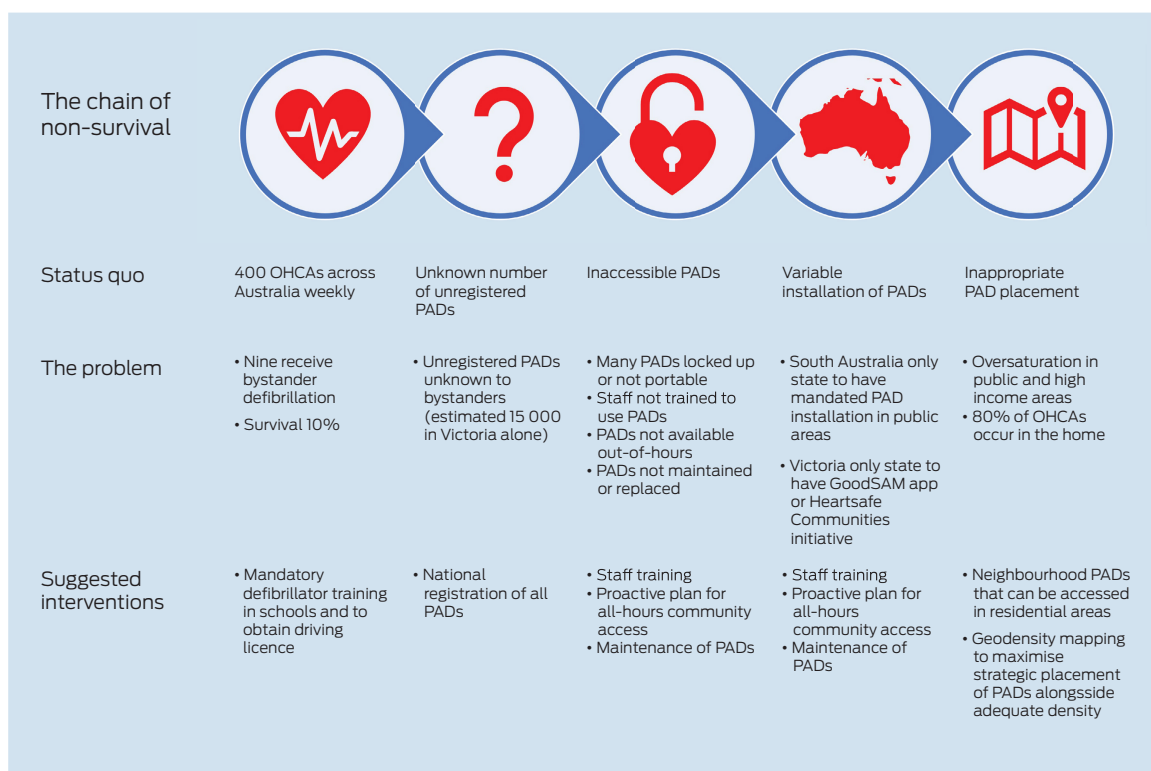 The chain of
non-survival
Status quo
400 OHCAs across
Australia weekly
Unknown number
of unregistered
PADs
Inaccessible PADs
Variable
installation of PADs
Inappropriate
PAD placement
The problem
• Nine receive
bystander
defibrillation
• Survival 10%
• Unregistered PADs
unknown to
bystanders
(estimated 15 000
in Victoria alone)
• Many PADs locked up
or not portable
• Staff not trained to
use PADs
• PADs not available
out-of-hours
• PADs not maintained
or replaced
• South Australia only
state to have
mandated PAD
installation in public
areas
• Victoria only state to
have GoodSAM app
or Heartsafe
Communities
initiative
• Oversaturation in
public and high
income areas
• 80% of OHCAs
occur in the home
Suggested
interventions
• Mandatory
defibrillator training
in schools and to
obtain driving
licence
• National
registration of all
PADs
• Staff training
• Proactive plan for
all-hours community
access
• Maintenance of PADs
• Staff training
• Proactive plan for
all-hours
community access
• Maintenance of
PADs
• Neighbourhood PADs
that can be accessed
in residential areas
• Geodensity mapping
to maximise
strategic placement
of PADs alongsside
adequate density